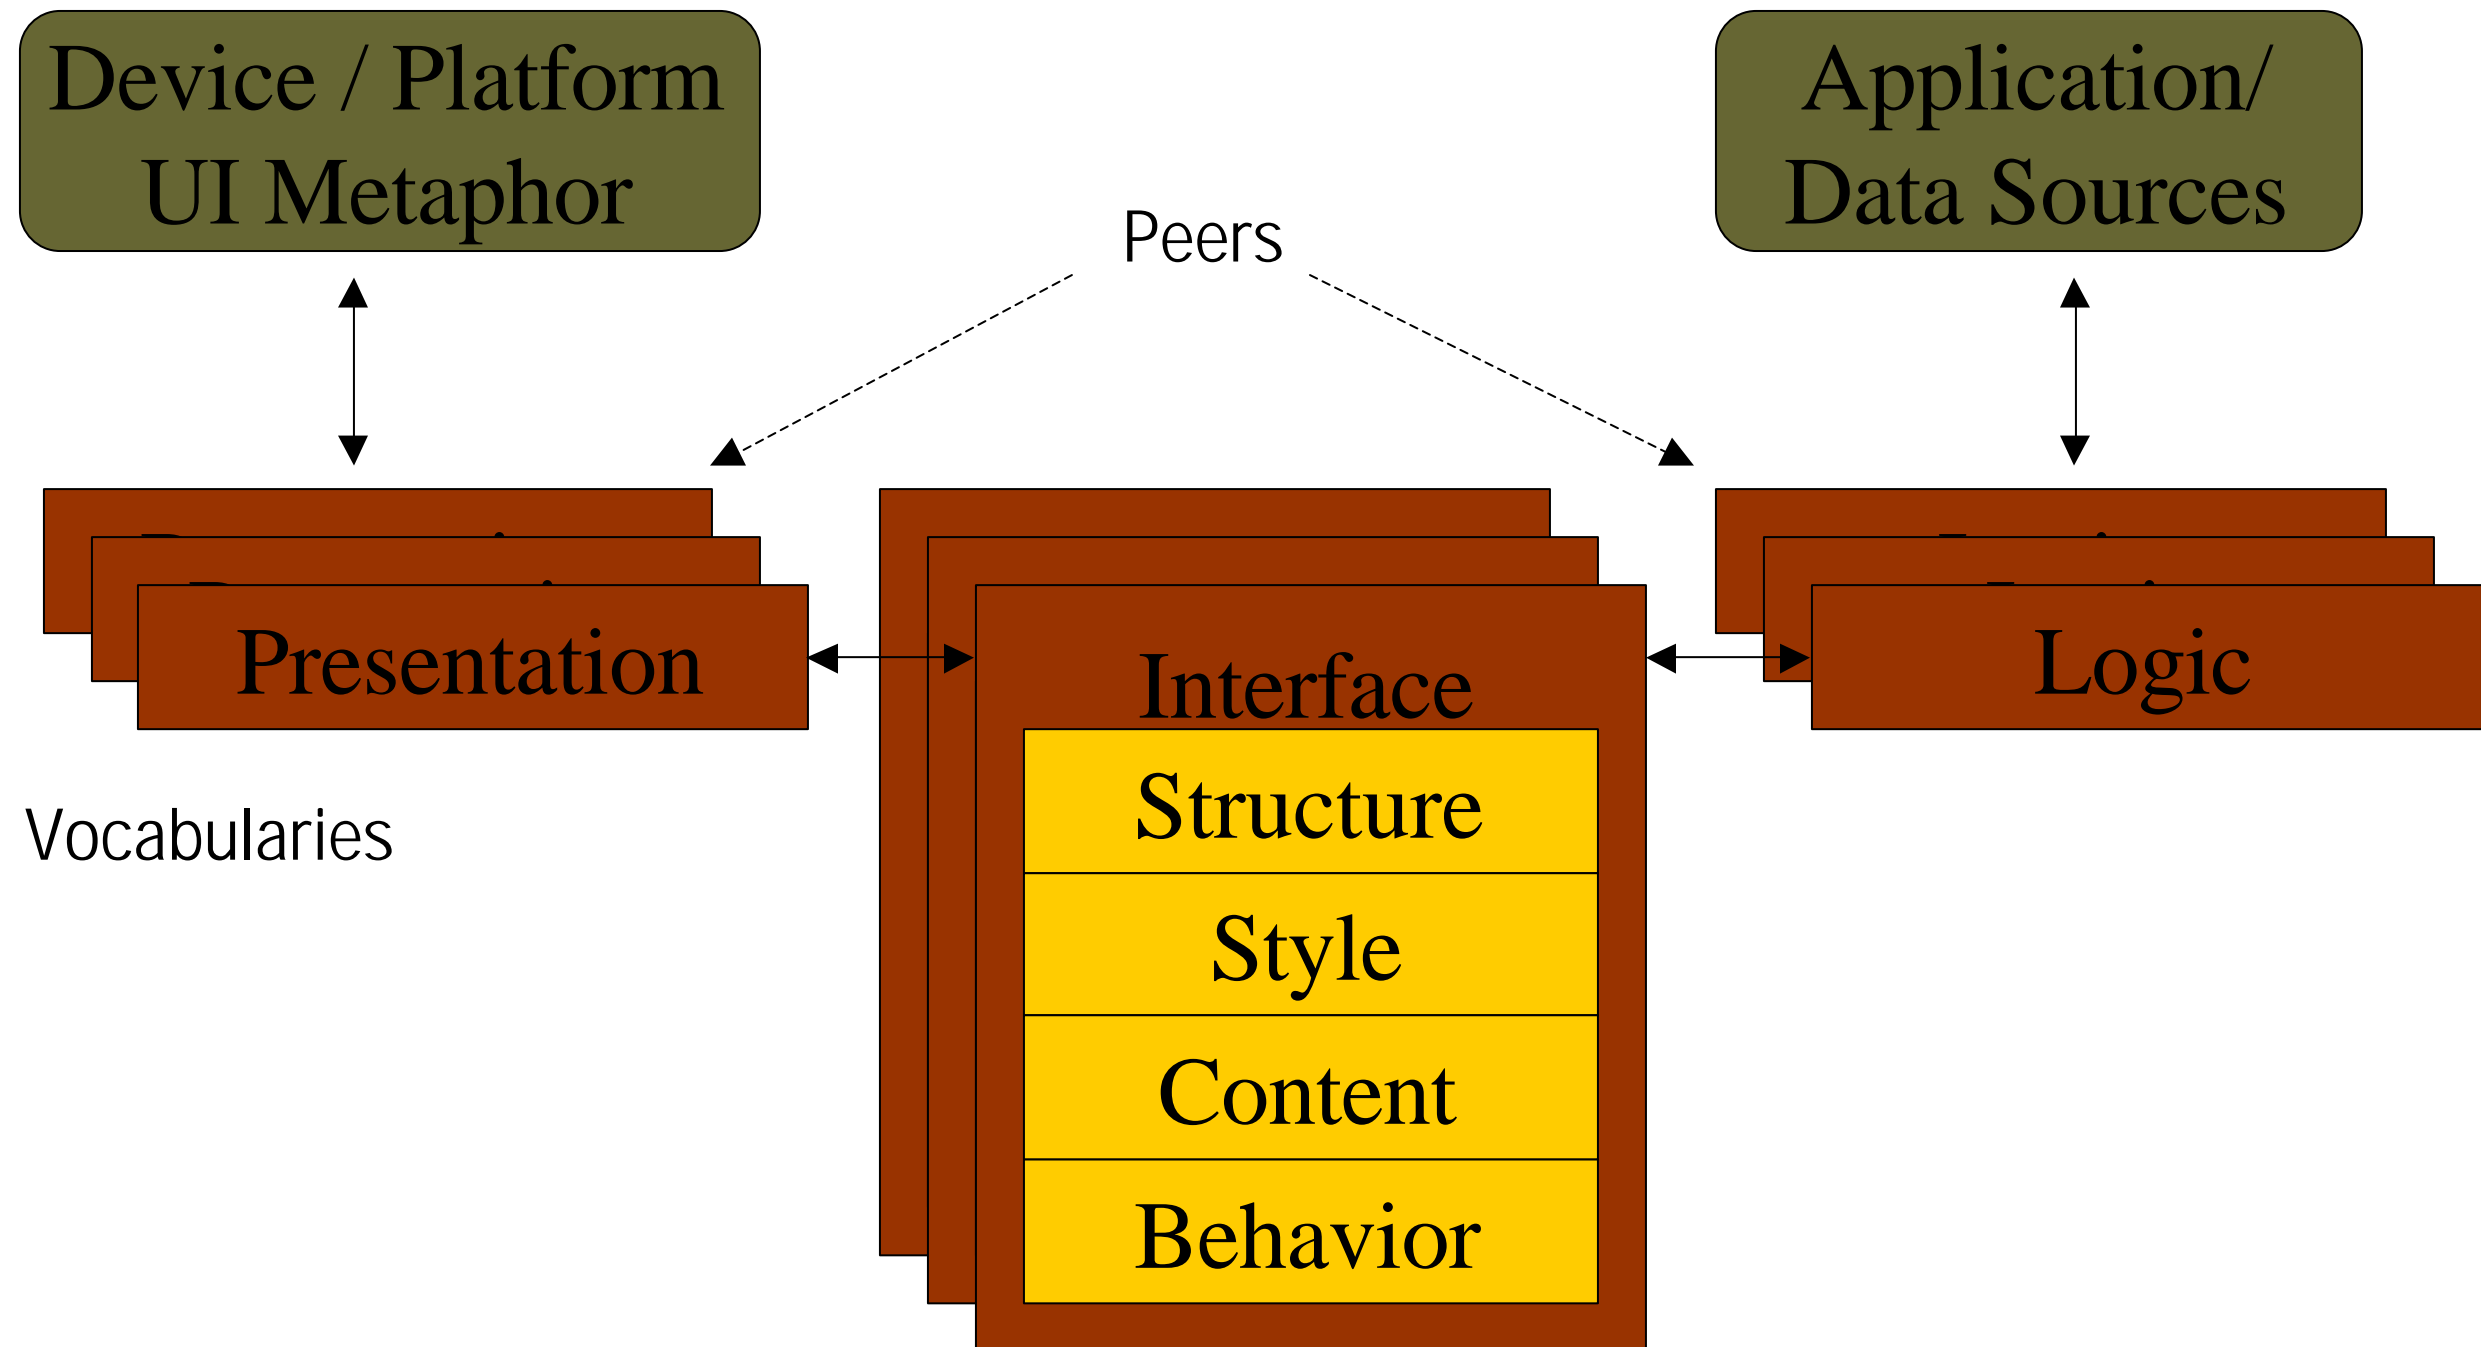 Device / Platform
UI Metaphor
Application/
Data Sources
Peers
Presentation
Interface
Logic
Structure
Vocabularies
Style
Content
Behavior